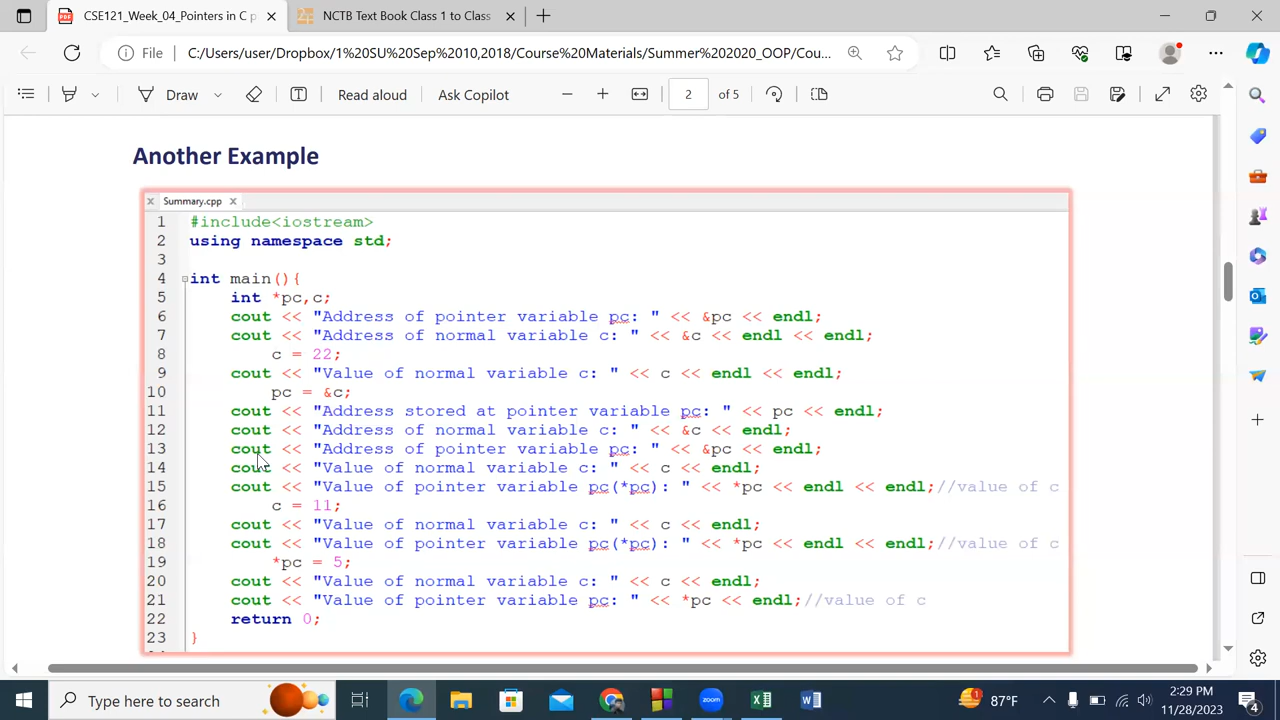 CSE121_Week_04_Pointers in C p
NCTB Text Book Class 1 to Class
File
C:/Users/user/Dropbox/1%20SU%20Sep%2010,2018/Course%20Materials/Summer%202020_OOP/Cou...
Draw
Read aloud
Ask Copilot
2
of 5
Another Example
Summary.cpp
1 #include<iostream>
2 using namespace std;
3
4 int main(){
5 int *pc,c;
6 cout << "Address of pointer variable pc: " << &pc << endl;
7 cout << "Address of normal variable c: " << &c << endl << endl;
8 c = 22;
9 cout << "Value of normal variable c: " << c << endl << endl;
10 pc = &c;
11 cout << "Address stored at pointer variable pc: " << pc << endl;
12 cout << "Address of normal variable c: " << &c << endl;
13 cout << "Address of pointer variable pc: " << &pc << endl;
14 cout << "Value of normal variable c: " << c << endl;
15 cout << "Value of pointer variable pc(*pc): " << *pc << endl << endl;//value of c
16 c = 11;
17 cout << "Value of normal variable c: " << c << endl;
18 cout << "Value of pointer variable pc(*pc): " << *pc << endl << endl;//value of c
19 *pc = 5;
20 cout << "Value of normal variable c: " << c << endl;
21 cout << "Value of pointer variable pc: " << *pc << endl;//value of c
22 return 0;
23 }
Type here to search
1
87°F
2:29 PM
11/28/2023
4